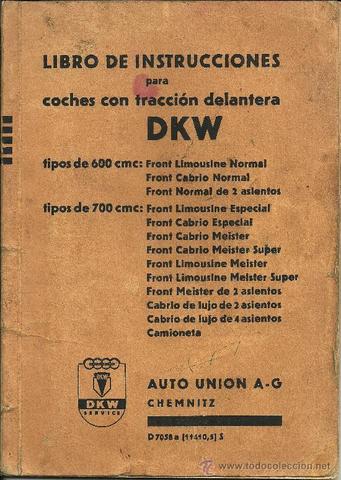 LIBRO DE INSTRUCCIONES
para
coches con tracción delantera
DKW
tipos de 600 cmc: Front Limousine Normal
Front Cabrio Normal
Front Normal de 2 asientos
tipos de 700 cmc: Front Limousine Especial
Front Cabrio Especial
Front Cabrio Meister
Front Cabrio Meister Super
Front Limousine Meister
Front Limousine Meister Super
Front Meister de 2 asientos
Cabrio de lujo de 2 asientos
Cabrio de lujo de 4 asientos
Camioneta
DKW
SERVICE
AUTO UNION A-G
CHEMNITZ
D 7058a (11410,5) S
www.todocoleccion.net